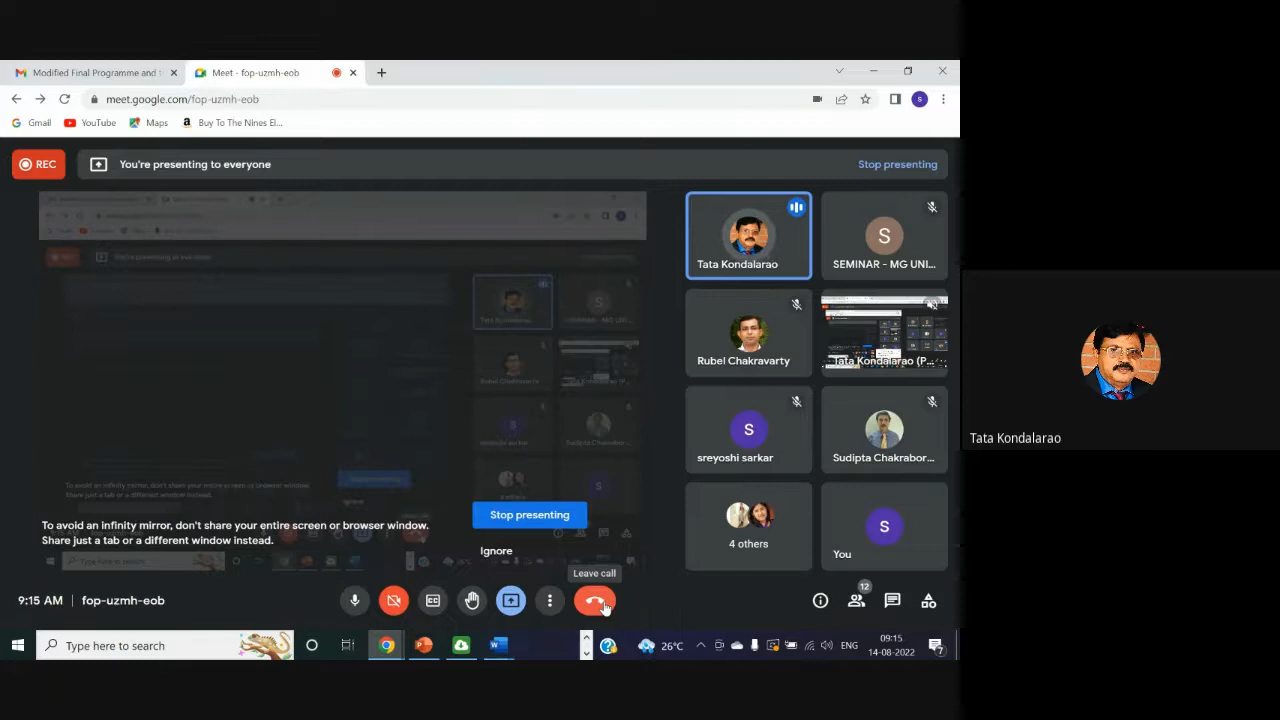 Modified Final Programme and t
Meet - fop-uzmh-eob
meet.google.com/fop-uzmh-eob
S
Gmail
YouTube
Maps
Buy To The Nines El...
REC
You're presenting to everyone
Stop presenting
Tata Kondalarao
S
SEMINAR - MG UNI...
Rubel Chakravarty
Tata Kondalarao (P...
S
sreyoshi sarkar
Sudipta Chakrabor...
4 others
S
You
To avoid an infinity mirror, don't share your entire screen or browser window.
Share just a tab or a different window instead.
Stop presenting
Ignore
Leave call
9:15 AM | fop-uzmh-eob
12
Type here to search
26°C
ENG
09:15
14-08-2022
7
Tata Kondalarao